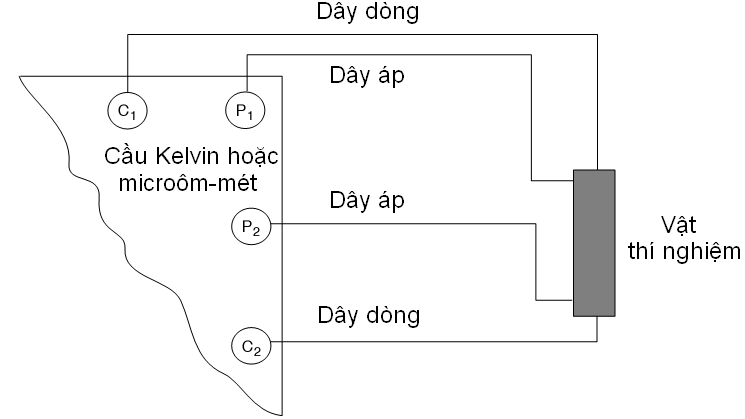 Dây dòng
Dây áp
C1
P1
Cầu Kelvin hoặc
microôm-mét
Dây áp
P2
Vật
thí nghiệm
Dây dòng
C2